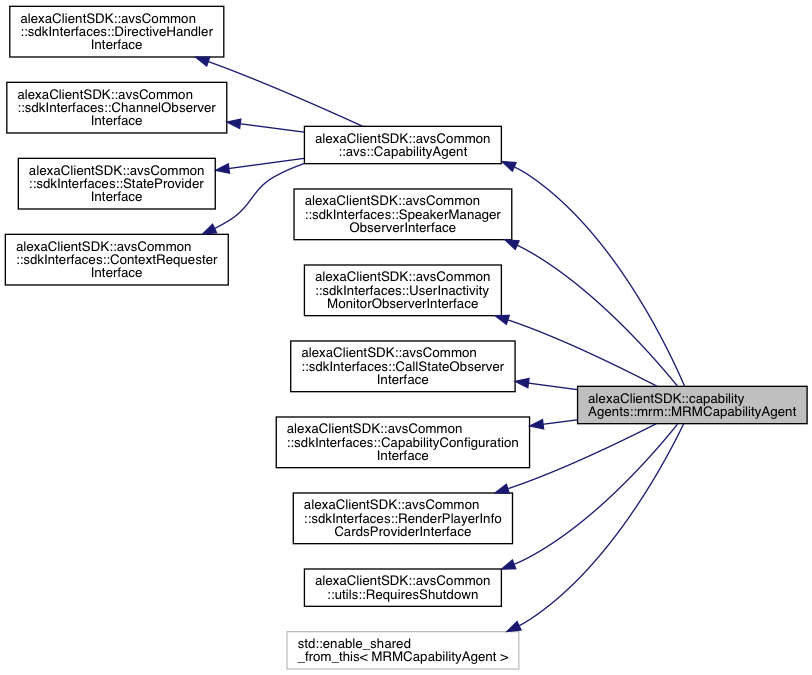 alexaClientSDK::avsCommon
::sdkInterfaces::DirectiveHandler
Interface
alexaClientSDK::avsCommon
::sdkInterfaces::ChannelObserver
Interface
alexaClientSDK::avsCommon
::sdkInterfaces::StateProvider
Interface
alexaClientSDK::avsCommon
::sdkInterfaces::ContextRequester
Interface
alexaClientSDK::avsCommon
::avs::CapabilityAgent
alexaClientSDK::avsCommon
::sdkInterfaces::SpeakerManager
ObserverInterface
alexaClientSDK::avsCommon
::sdkInterfaces::UserInactivity
MonitorObserverInterface
alexaClientSDK::avsCommon
::sdkInterfaces::CallStateObserver
Interface
alexaClientSDK::avsCommon
::sdkInterfaces::CapabilityConfiguration
Interface
alexaClientSDK::avsCommon
::sdkInterfaces::RenderPlayerInfo
CardsProviderInterface
alexaClientSDK::avsCommon
::utils::RequiresShutdown
std::enable_shared
_from_this< MRMCapabilityAgent >
alexaClientSDK::capability
Agents::mrm::MRMCapabilityAgent